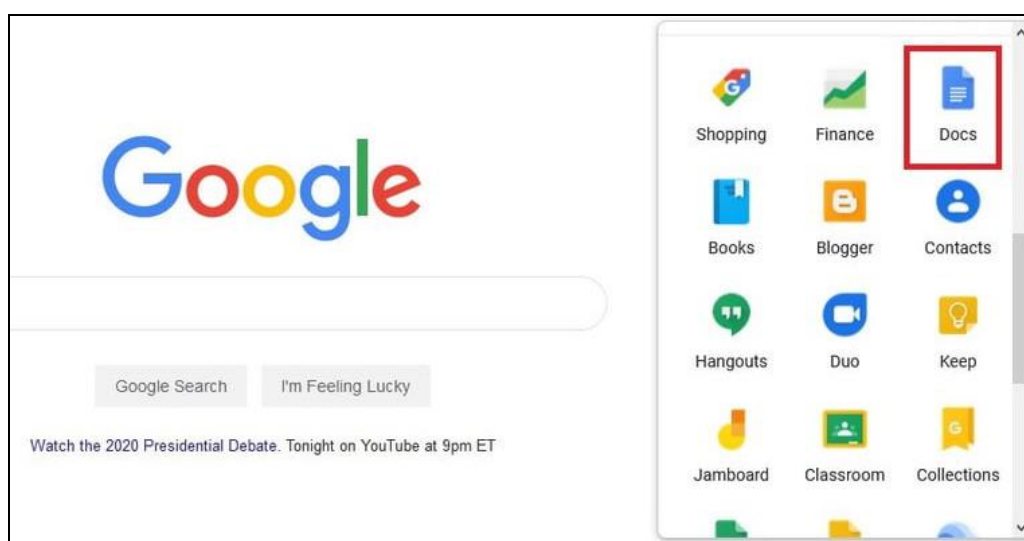 Google
Google Search
I'm Feeling Lucky
Watch the 2020 Presidential Debate. Tonight on YouTube at 9pm ET
G
Shopping
Finance
Docs
Books
Blogger
Contacts
Hangouts
Duo
Keep
Jamboard
Classroom
G
Collections